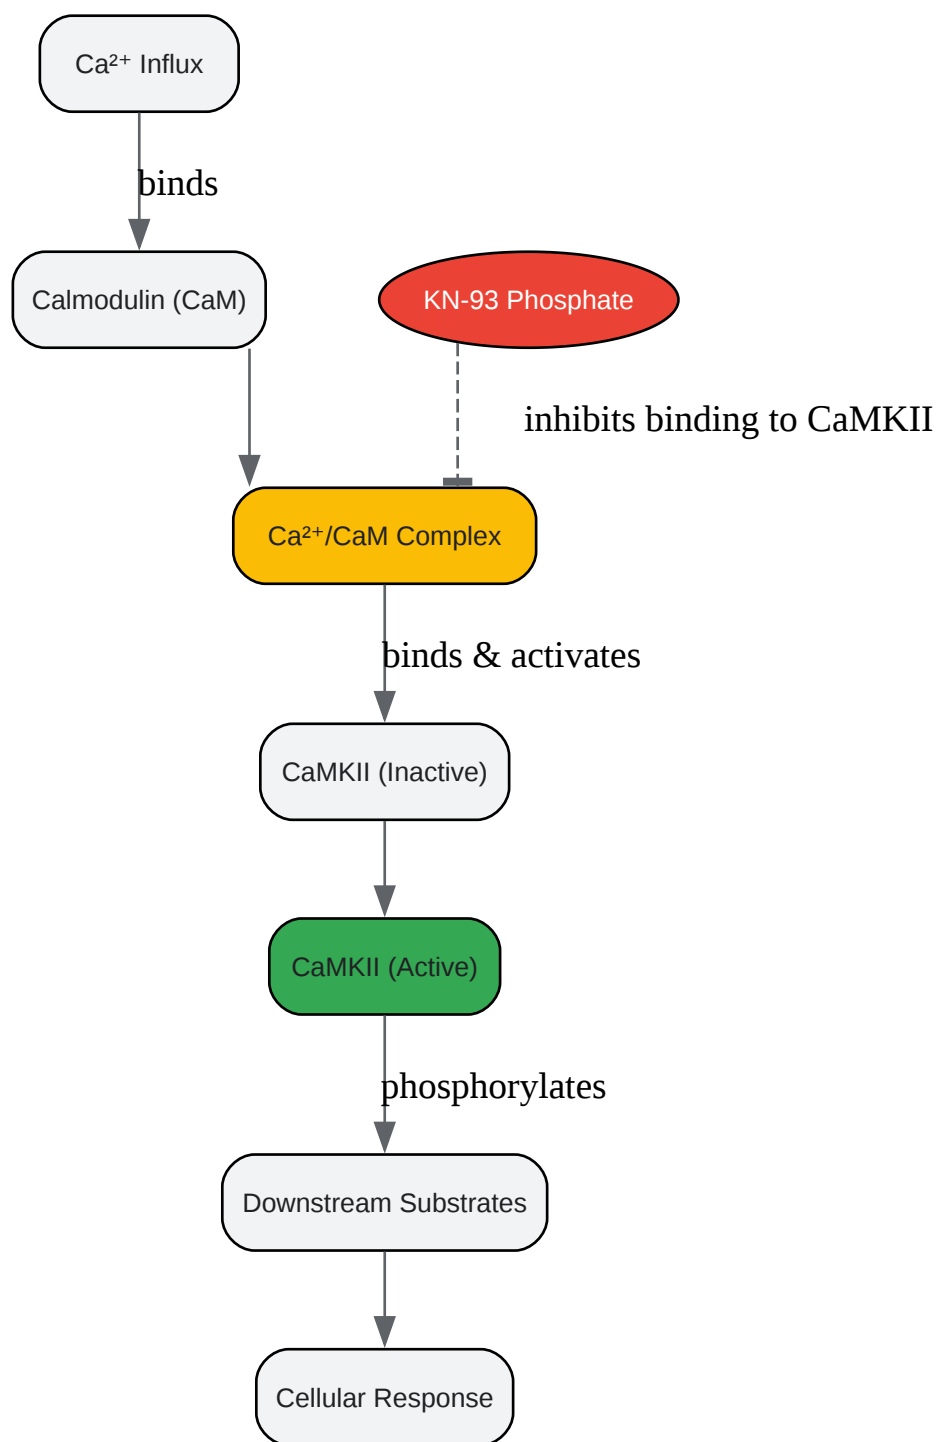 Ca²⁺ Influx
binds
Calmodulin (CaM)
KN-93 Phosphate
inhibits binding to CaMKII
Ca²⁺/CaM Complex
binds & activates
CaMKII (Inactive)
CaMKII (Active)
phosphorylates
Downstream Substrates
Cellular Response